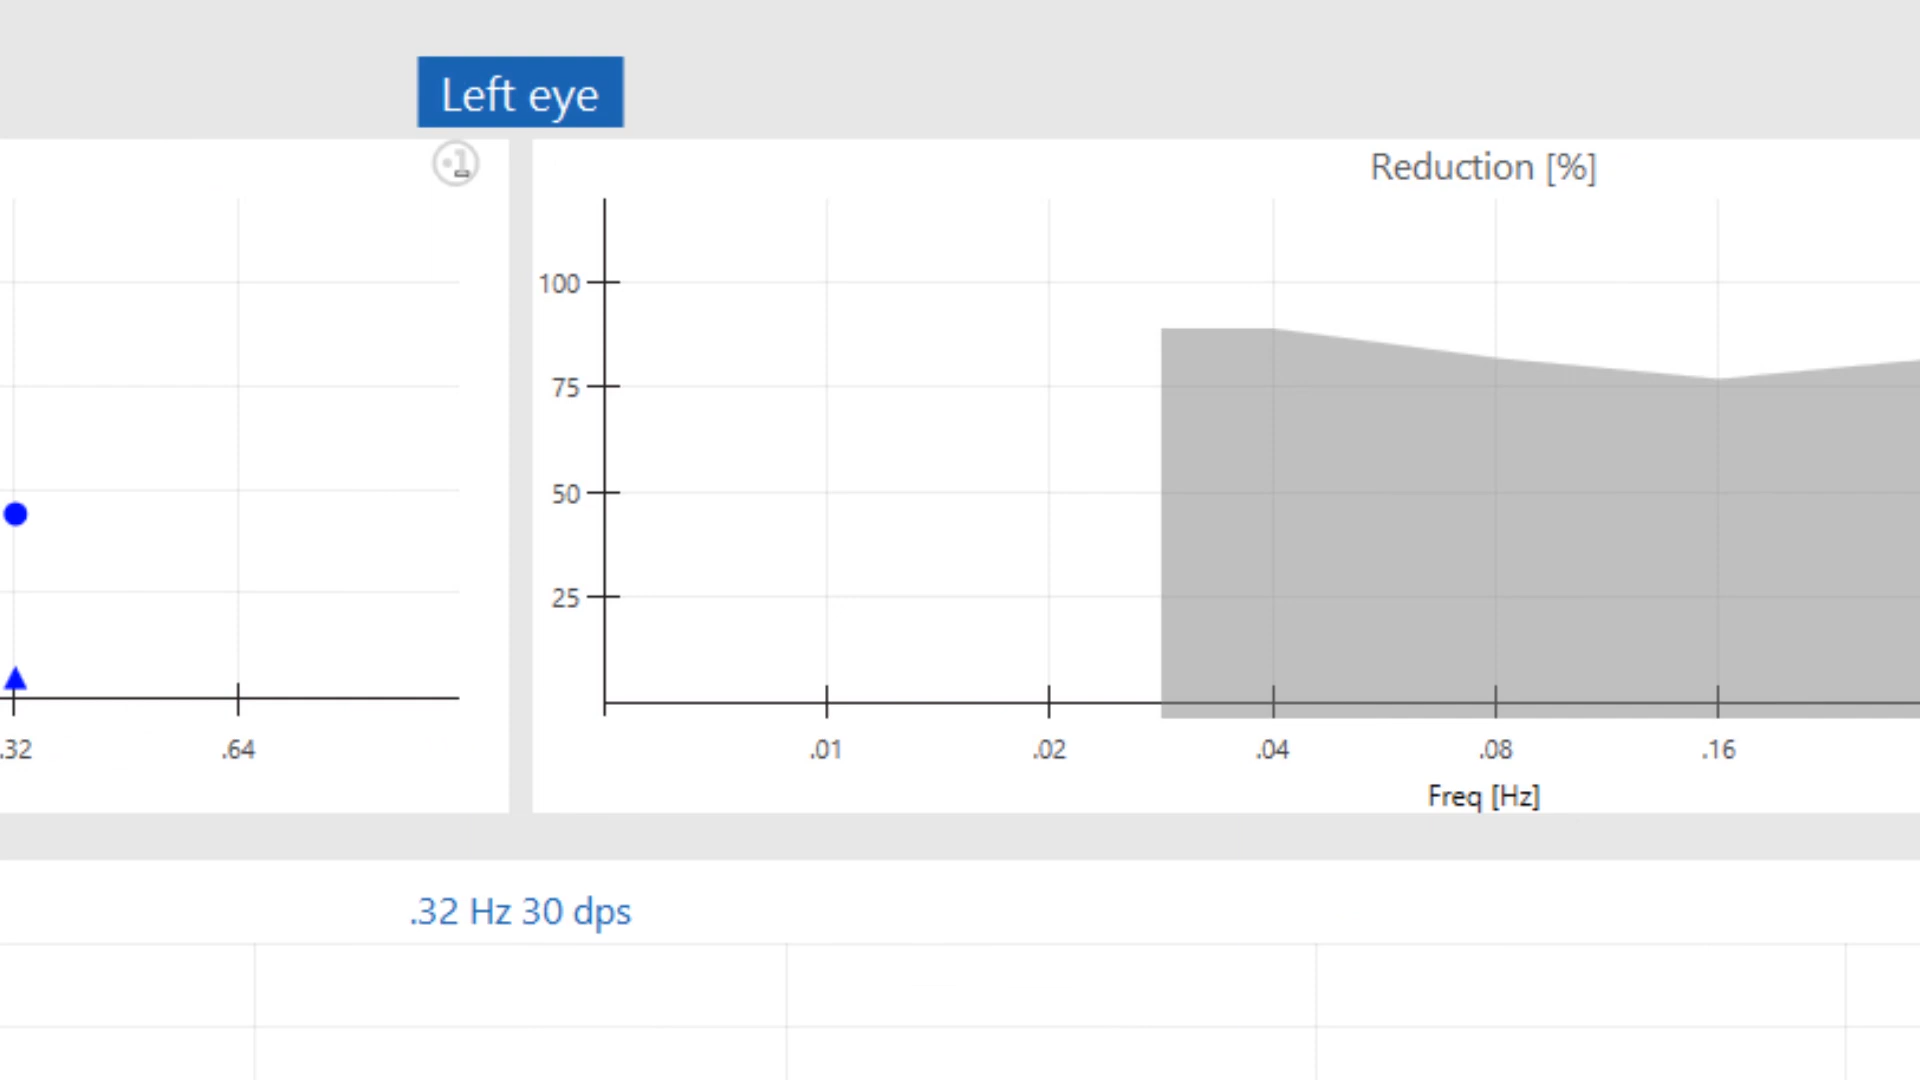 Left eye
Reduction [%]
100
75
50
25
.32
.64
.01
.02
.04
.08
.16
Freq [Hz]
.32 Hz 30 dps